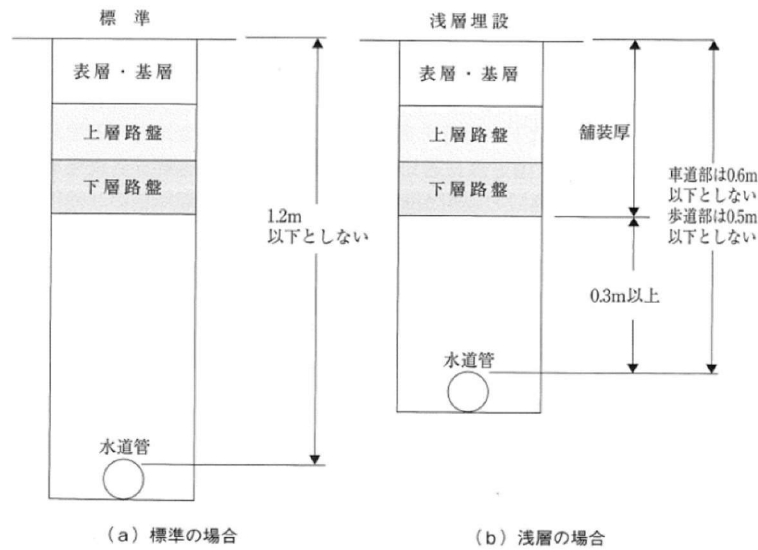 標準
表層・基層
上層路盤
下層路盤
1.2m
以下としない
水道管
(a) 標準の場合
浅層埋設
表層・基層
上層路盤
下層路盤
舗装厚
車道部は0.6m
以下としない
歩道部は0.5m
以下としない
0.3m以上
水道管
(b) 浅層の場合